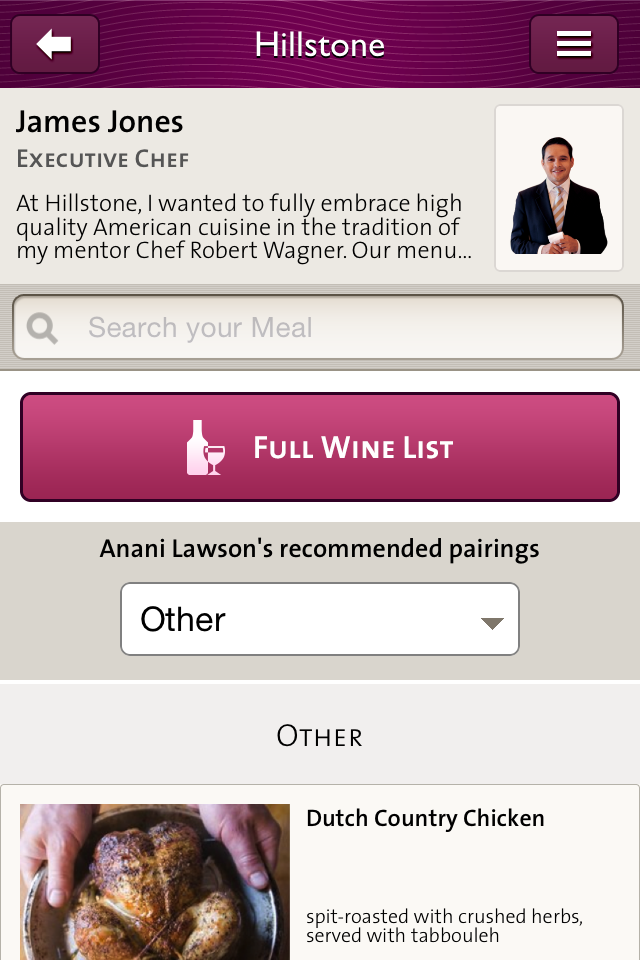 Hillstone
James Jones
Executive Chef
At Hillstone, I wanted to fully embrace high
quality American cuisine in the tradition of
my mentor Chef Robert Wagner. Our menu...
Search your Meal
Full Wine List
Anani Lawson's recommended pairings
Other
Other
Dutch Country Chicken
spit-roasted with crushed herbs,
served with tabbouleh